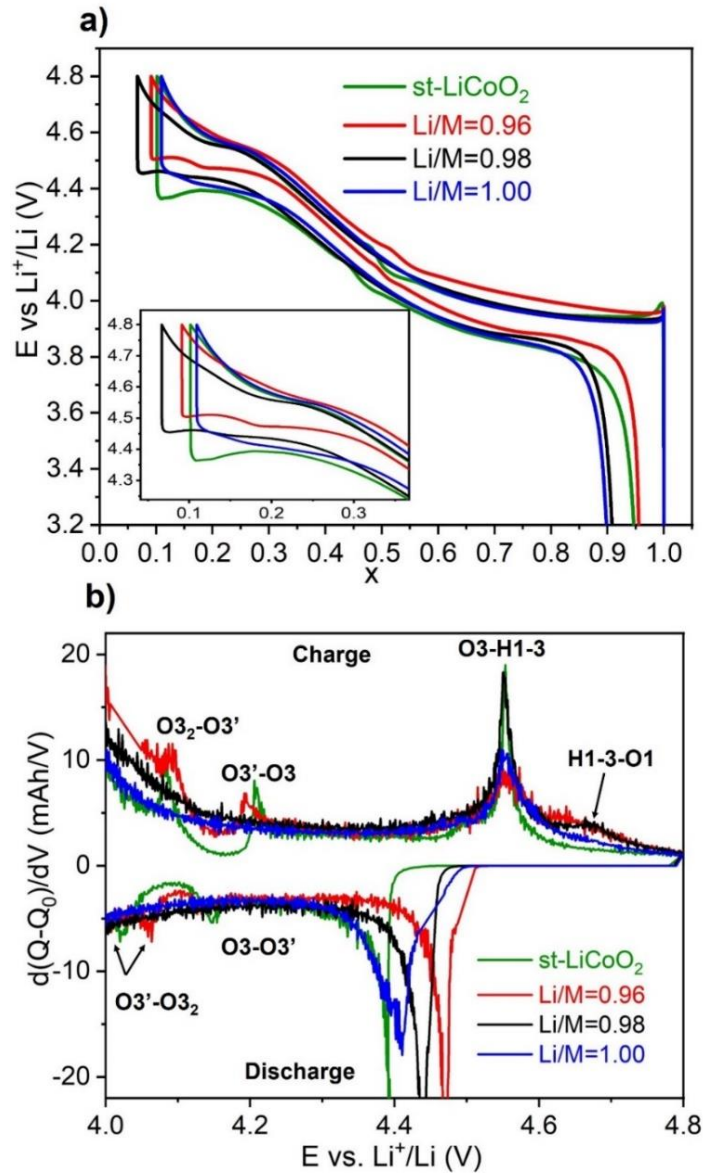 a)
4.8
4.6
4.4
4.2
4.0
3.8
3.6
3.4
3.2
E vs Li⁺/Li (V)
st-LiCoO₂
Li/M=0.96
Li/M=0.98
Li/M=1.00
4.8
4.7
4.6
4.5
4.4
4.3
0.1 0.2 0.3
0.0 0.1 0.2 0.3 0.4 0.5 0.6 0.7 0.8 0.9 1.0
x
b)
20
10
0
-10
-20
d(Q-Q₀)/dV (mAh/V)
Charge
O3-H1-3
O3₂-O3'
O3'-O3
H1-3-O1
O3-O3'
O3'-O3₂
Discharge
st-LiCoO₂
Li/M=0.96
Li/M=0.98
Li/M=1.00
4.0 4.2 4.4 4.6 4.8
E vs. Li⁺/Li (V)